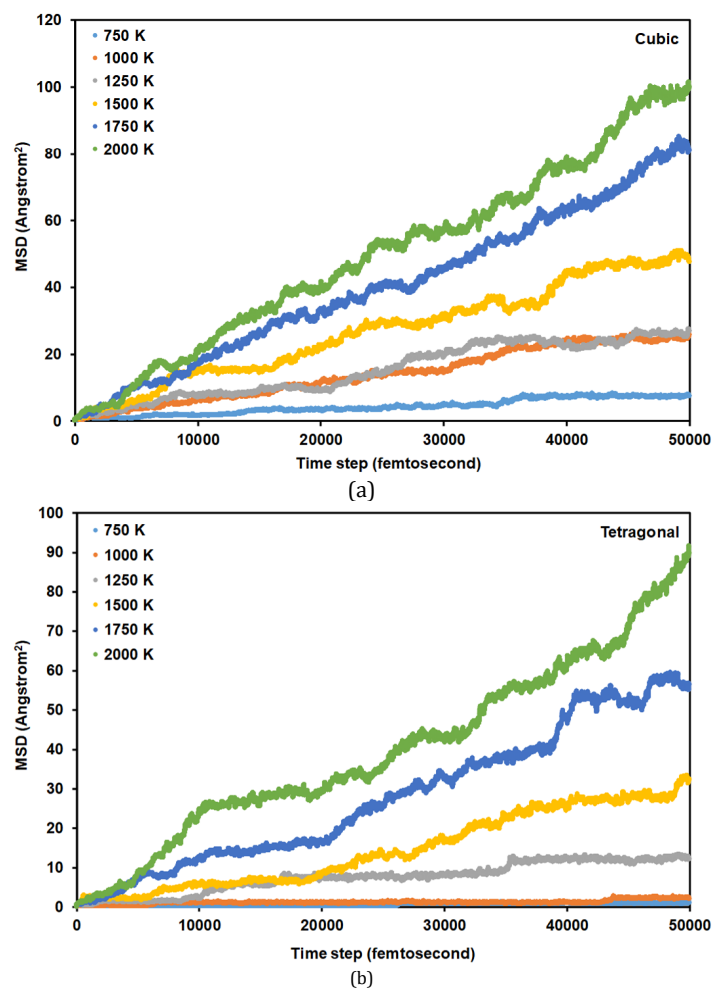 120
100
80
60
40
20
0
MSD (Angstrom²)
750 K
1000 K
1250 K
1500 K
1750 K
2000 K
Cubic
0 10000 20000 30000 40000 50000
Time step (femtosecond)
(a)
100
90
80
70
60
50
40
30
20
10
0
MSD (Angstrom²)
750 K
1000 K
1250 K
1500 K
1750 K
2000 K
Tetragonal
0 10000 20000 30000 40000 50000
Time step (femtosecond)
(b)